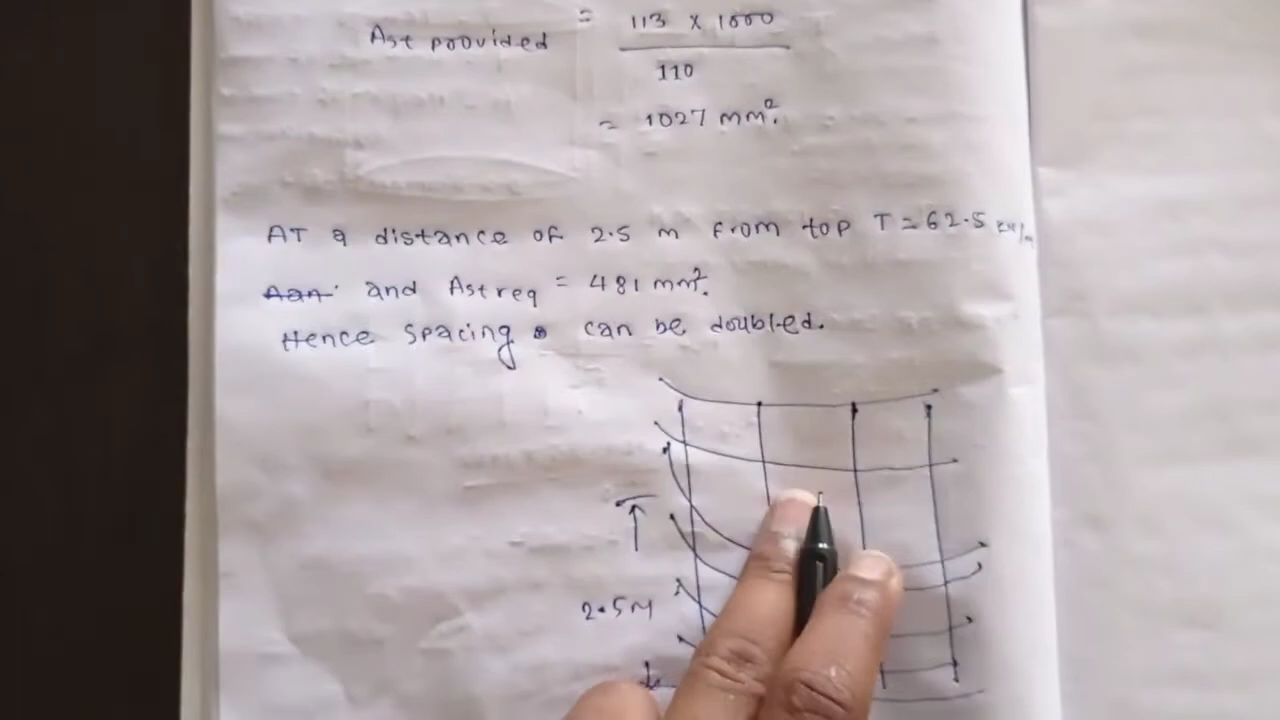 Ast provided = 113 x 1000
110
= 1027 mm².
AT a distance of 2.5 m from top T = 62.5 KN/m
and Ast req = 481 mm².
Hence spacing can be doubled.
2.5M